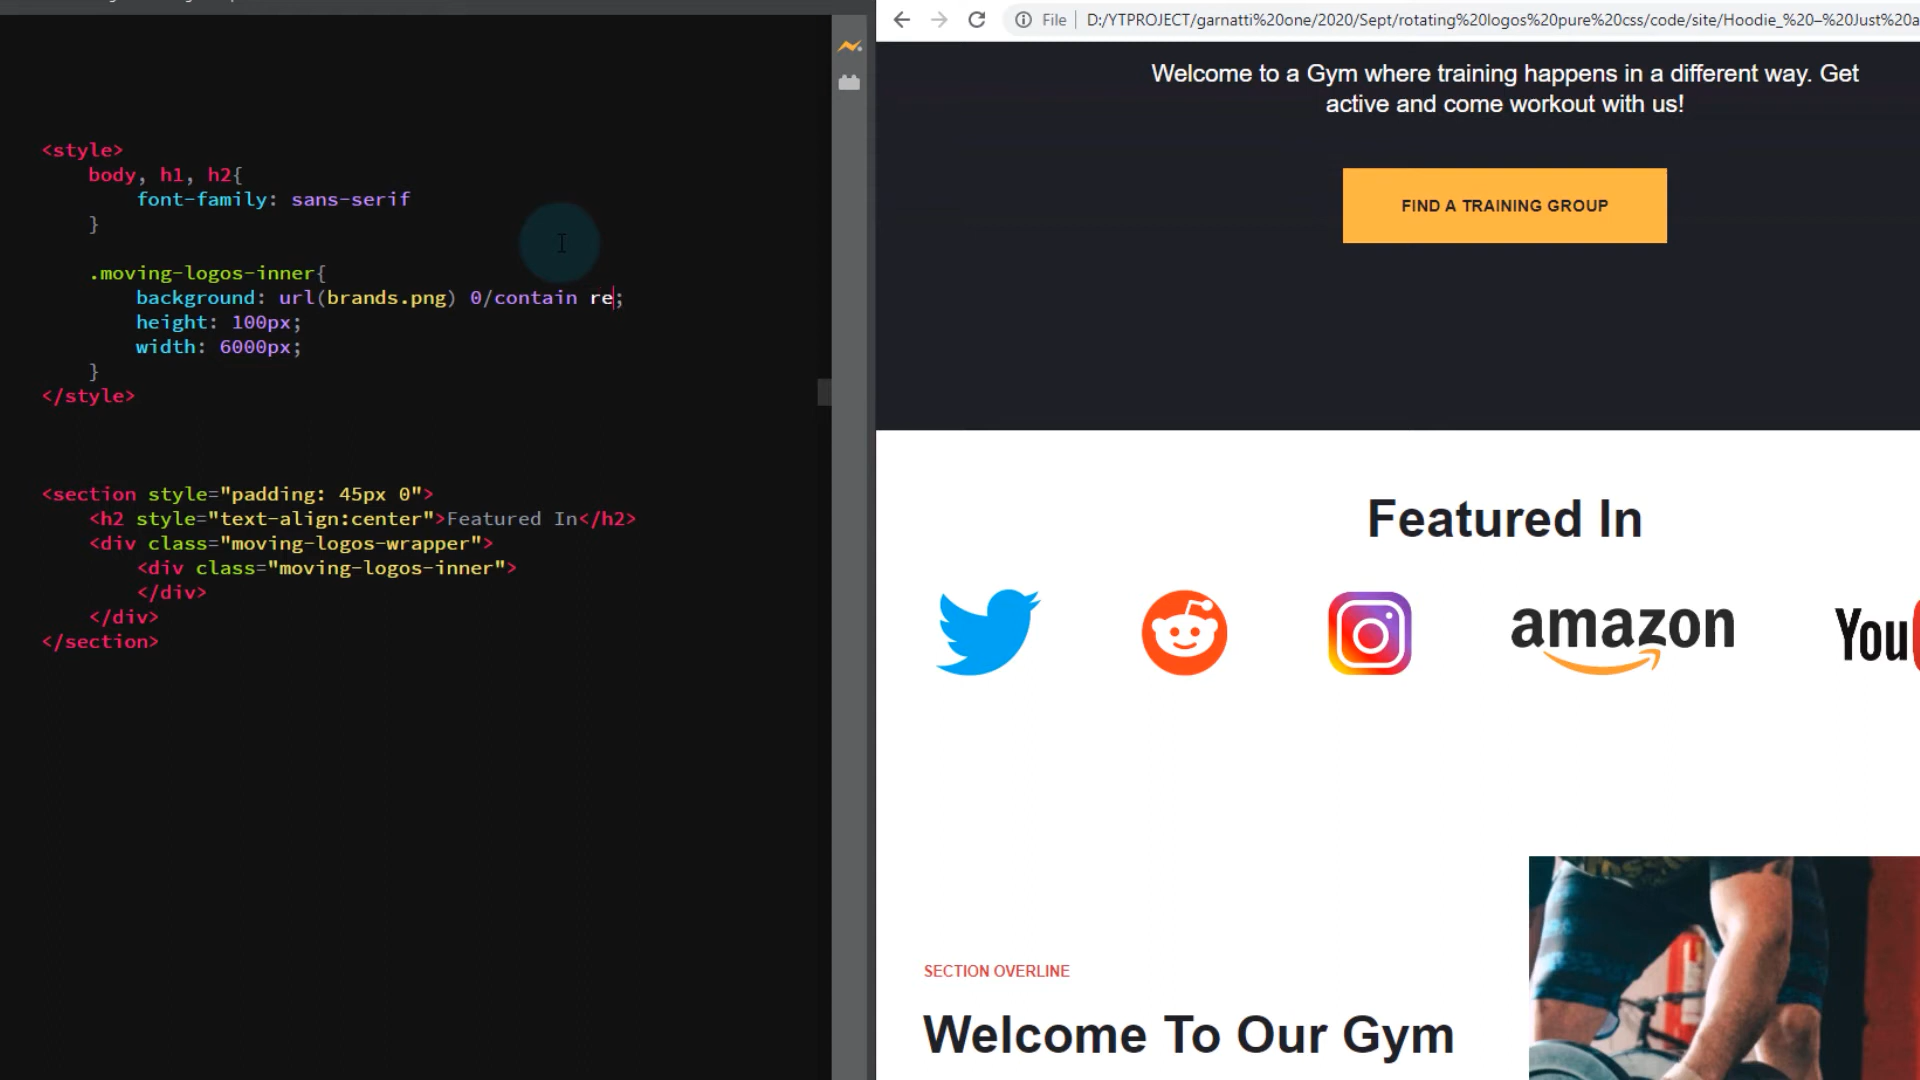 <style>
body, h1, h2{
font-family: sans-serif
}
.moving-logos-inner{
background: url(brands.png) 0/contain re;
height: 100px;
width: 6000px;
}
</style>
<section style="padding: 45px 0">
<h2 style="text-align:center">Featured In</h2>
<div class="moving-logos-wrapper">
<div class="moving-logos-inner">
</div>
</div>
</section>
File
D:/YTPROJECT/garnatti%20one/2020/Sept/rotating%20logos%20pure%20css/code/site/Hoodie_%20–%20Just%20a
Welcome to a Gym where training happens in a different way. Get
active and come workout with us!
FIND A TRAINING GROUP
Featured In
amazon
You
SECTION OVERLINE
Welcome To Our Gym